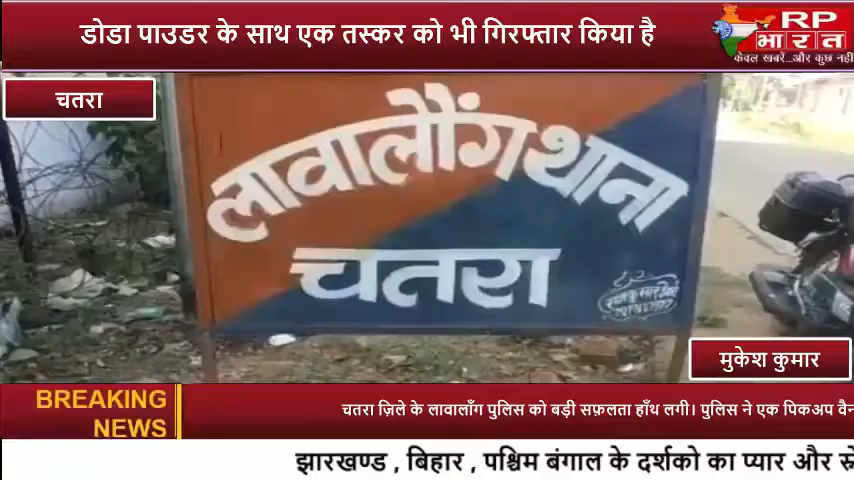 डोडा पाउडर के साथ एक तस्कर को भी गिरफ्तार किया है
RP
भारत
केवल खबरें...और कुछ नहीं
चतरा
लावालौंग थाना
चतरा
मुकेश कुमार
BREAKING
NEWS
चतरा ज़िले के लावालाँग पुलिस को बड़ी सफ़लता हाँथ लगी। पुलिस ने एक पिकअप वैन
झारखण्ड , बिहार , पश्चिम बंगाल के दर्शको का प्यार और